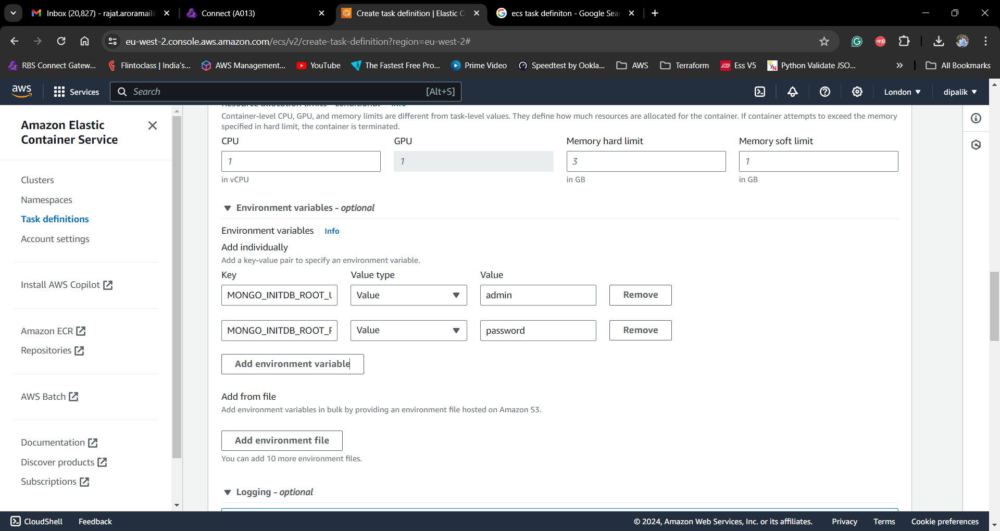 Inbox (20,827) - rajat.aroramail
Connect (A013)
Create task definition | Elastic C
ecs task definiton - Google Sea
eu-west-2.console.aws.amazon.com/ecs/v2/create-task-definition?region=eu-west-2#
RBS Connect Gatew...
Flintoclass | India's...
AWS Management...
YouTube
The Fastest Free Pro...
Prime Video
Speedtest by Ookla...
AWS
Terraform
Ess V5
Python Validate JSO...
All Bookmarks
aws
Services
Search
[Alt+S]
London
dipalik
Amazon Elastic
Container Service
Clusters
Namespaces
Task definitions
Account settings
Install AWS Copilot
Amazon ECR
Repositories
AWS Batch
Documentation
Discover products
Subscriptions
Resource allocation limits - conditional Info
Container-level CPU, GPU, and memory limits are different from task-level values. They define how much resources are allocated for the container. If container attempts to exceed the memory
specified in hard limit, the container is terminated.
CPU
GPU
Memory hard limit
Memory soft limit
1
1
3
1
in vCPU
in GB
in GB
Environment variables - optional
Environment variables
Info
Add individually
Add a key-value pair to specify an environment variable.
Key
Value type
Value
MONGO_INITDB_ROOT_U
Value
admin
Remove
MONGO_INITDB_ROOT_P
Value
password
Remove
Add environment variable
Add from file
Add environment variables in bulk by providing an environment file hosted on Amazon S3.
Add environment file
You can add 10 more environment files.
Logging - optional
CloudShell
Feedback
© 2024, Amazon Web Services, Inc. or its affiliates.
Privacy
Terms
Cookie preferences